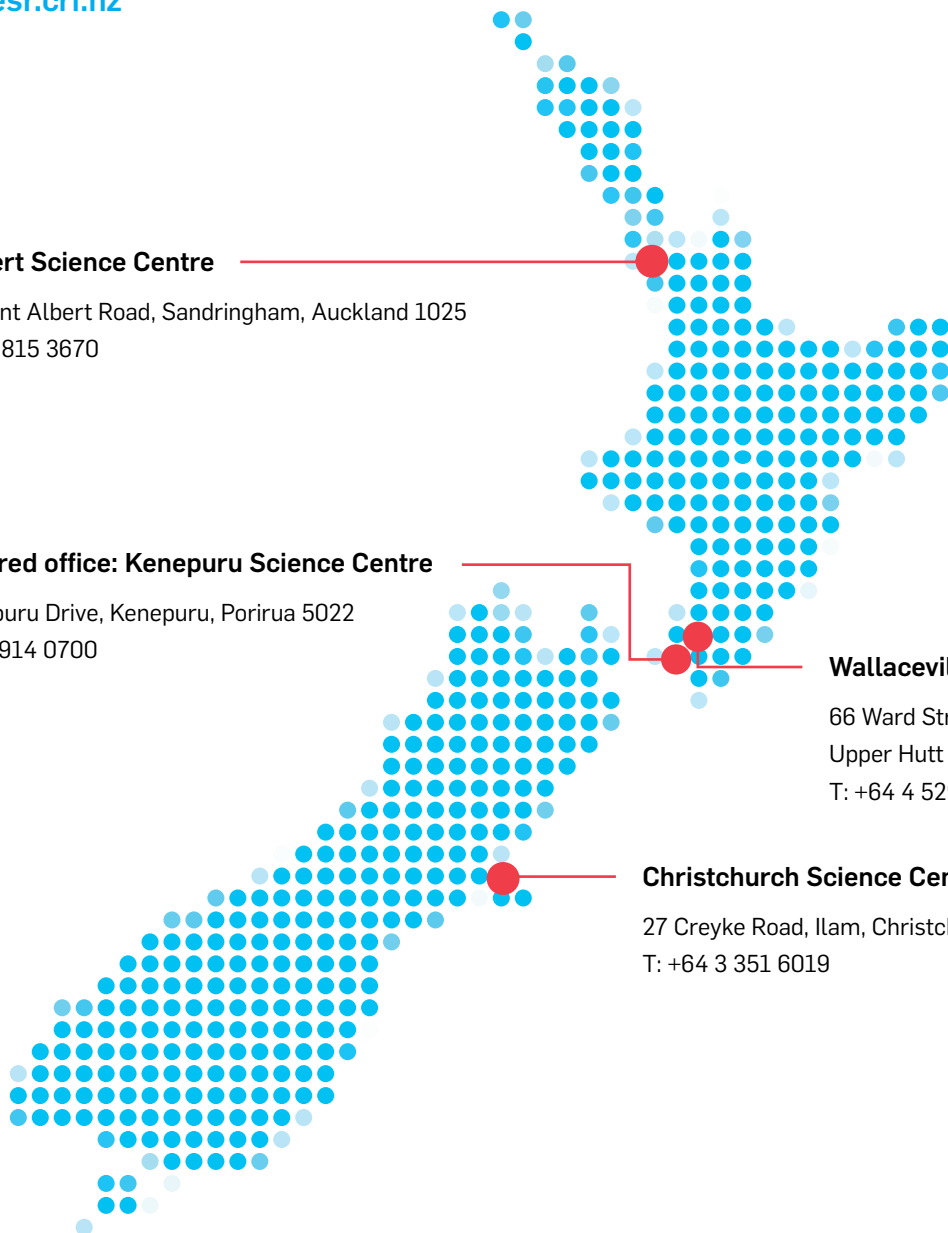 esr.cri.nz
ert Science Centre
nt Albert Road, Sandringham, Auckland 1025
815 3670
red office: Kenepuru Science Centre
puru Drive, Kenepuru, Porirua 5022
914 0700
Wallacevil
66 Ward Str
Upper Hutt
T: +64 4 52
Christchurch Science Cen
27 Creyke Road, Ilam, Christc
T: +64 3 351 6019